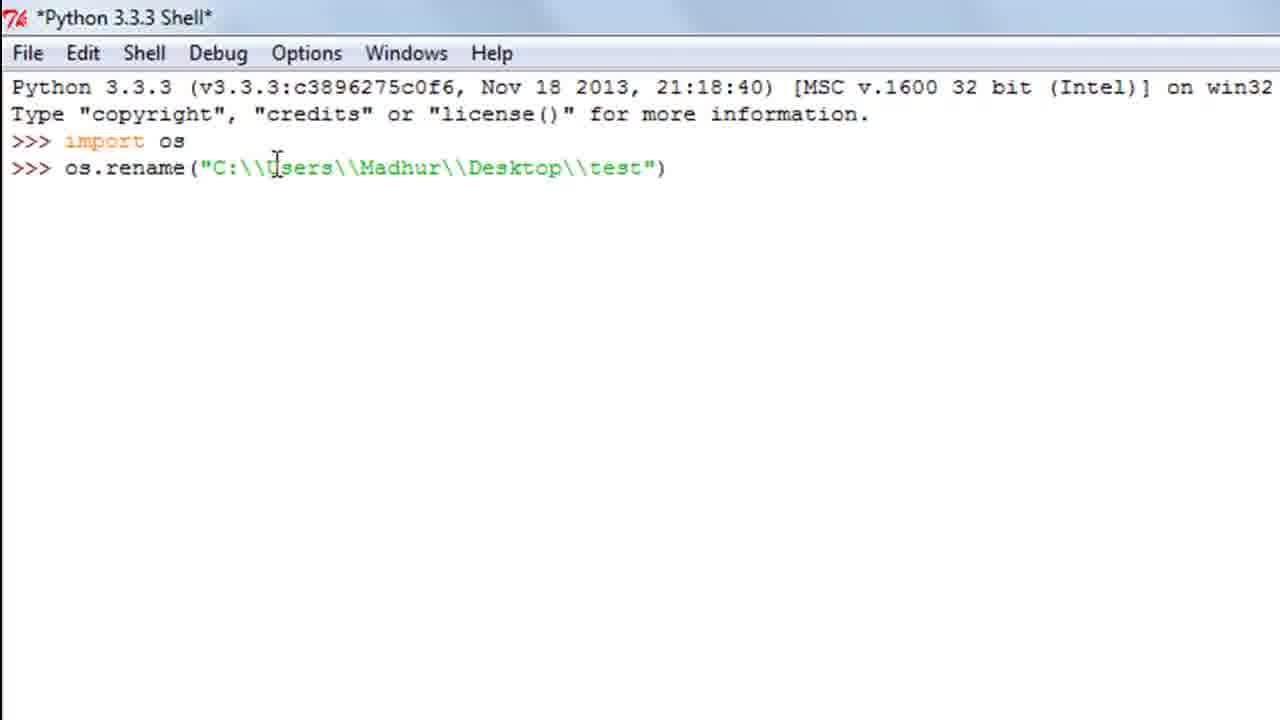 *Python 3.3.3 Shell*
File Edit Shell Debug Options Windows Help
Python 3.3.3 (v3.3.3:c3896275c0f6, Nov 18 2013, 21:18:40) [MSC v.1600 32 bit (Intel)] on win32
Type "copyright", "credits" or "license()" for more information.
>>> import os
>>> os.rename("C:\\Users\\Madhur\\Desktop\\test")